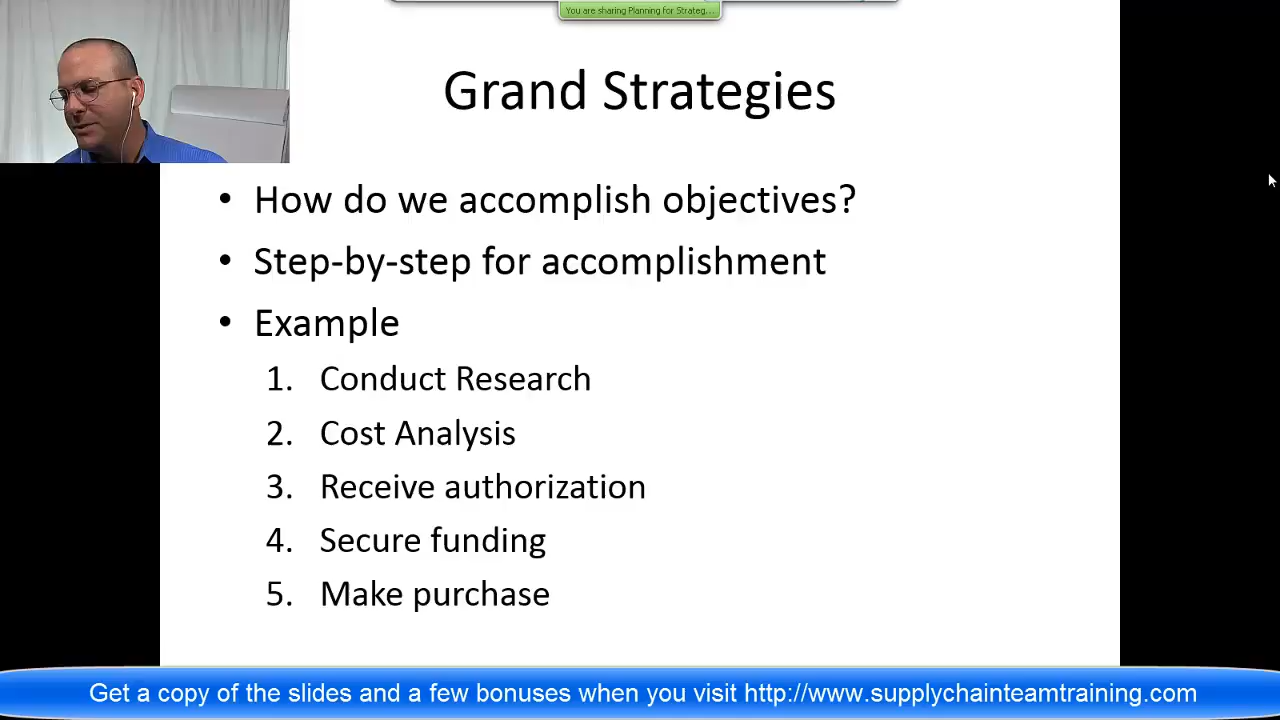 You are sharing Planning for Strateg...
Grand Strategies
• How do we accomplish objectives?
• Step-by-step for accomplishment
• Example
1. Conduct Research
2. Cost Analysis
3. Receive authorization
4. Secure funding
5. Make purchase
Get a copy of the slides and a few bonuses when you visit http://www.supplychainteamtraining.com